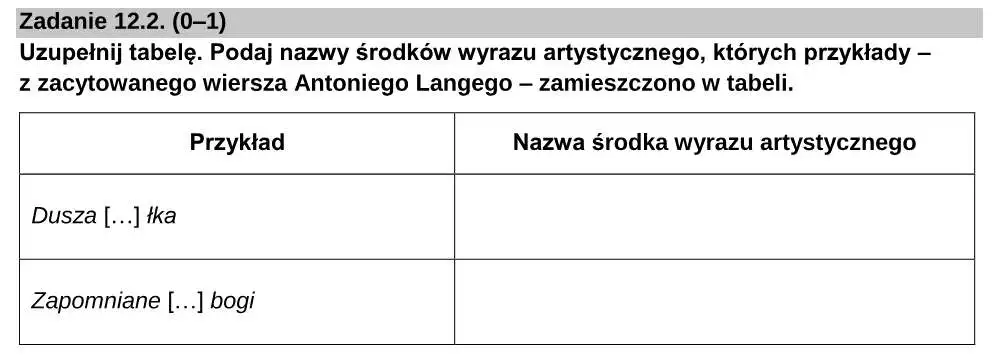 Zadanie 12.2. (0–1)
Uzupełnij tabelę. Podaj nazwy środków wyrazu artystycznego, których przykłady –
z zacytowanego wiersza Antoniego Langego – zamieszczono w tabeli.
Przykład
Nazwa środka wyrazu artystycznego
Dusza […] łka
Zapomniane […] bogi